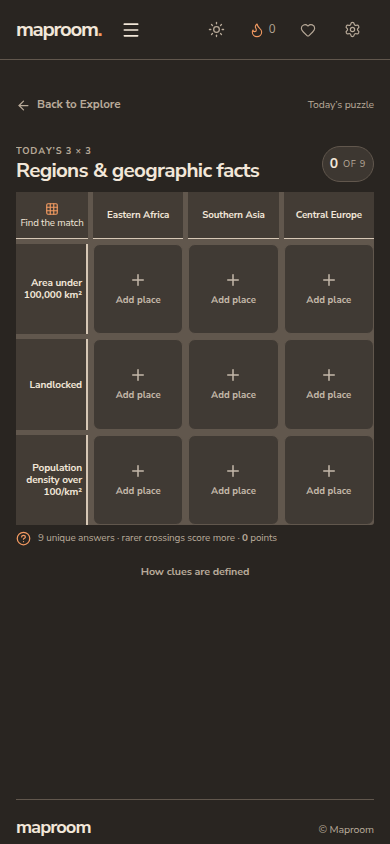 maproom.
0
Back to Explore
Today's puzzle
TODAY'S 3 × 3
Regions & geographic facts
0 OF 9
Find the match
Eastern Africa
Southern Asia
Central Europe
Area under
100,000 km²
Add place
Add place
Add place
Landlocked
Add place
Add place
Add place
Population
density over
100/km²
Add place
Add place
Add place
9 unique answers · rarer crossings score more · 0 points
How clues are defined
maproom
© Maproom